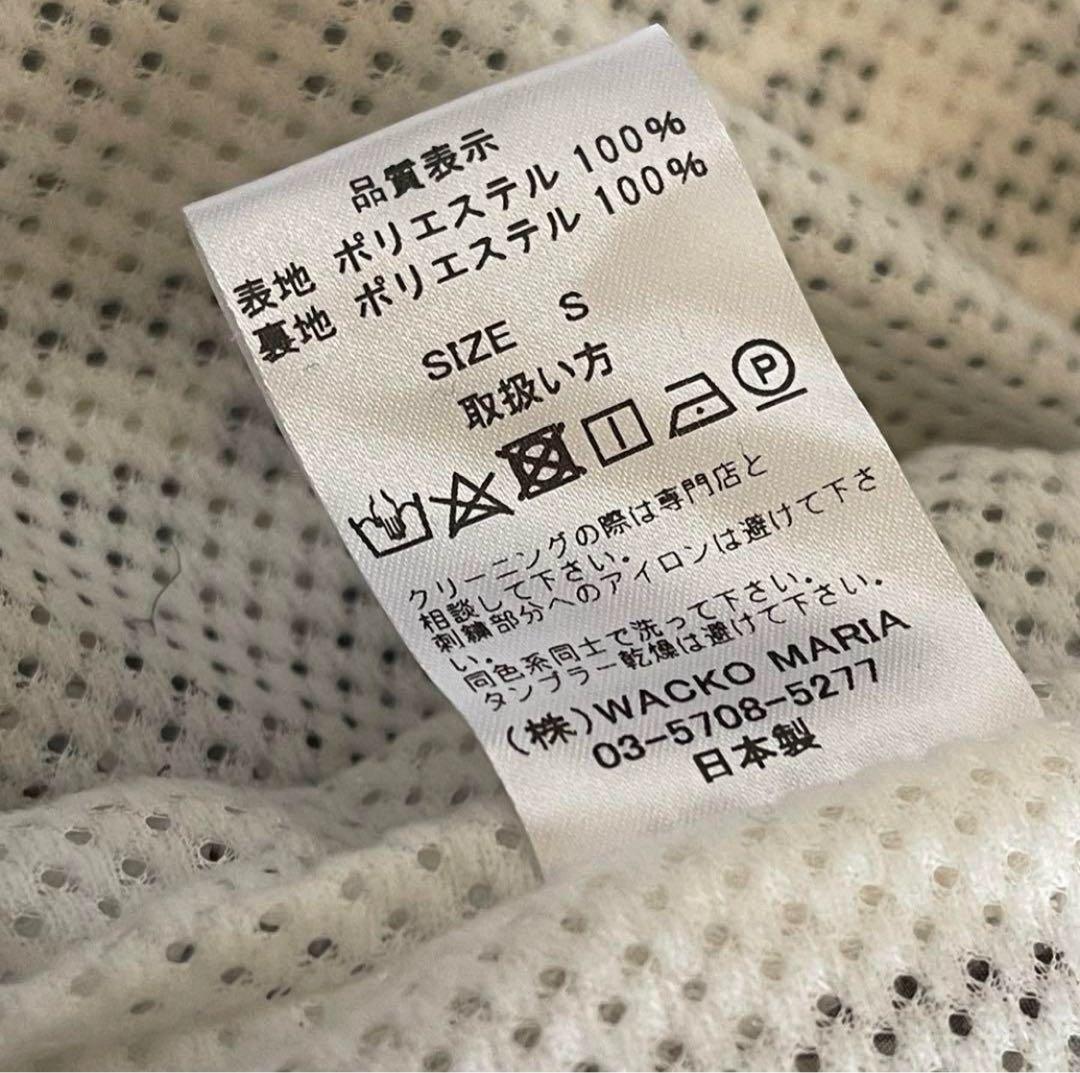 品質表示
表地 ポリエステル 100%
裏地 ポリエステル 100%
SIZE S
取扱い方
P
クリーニングの際は専門店と
相談して下さい.
刺繍部分へのアイロンは避けて下さ
い.
同色系同士で洗って下さい.
タンブラー乾燥は避けて下さい.
(株)WACKO MARIA
03-5708-5277
日本製